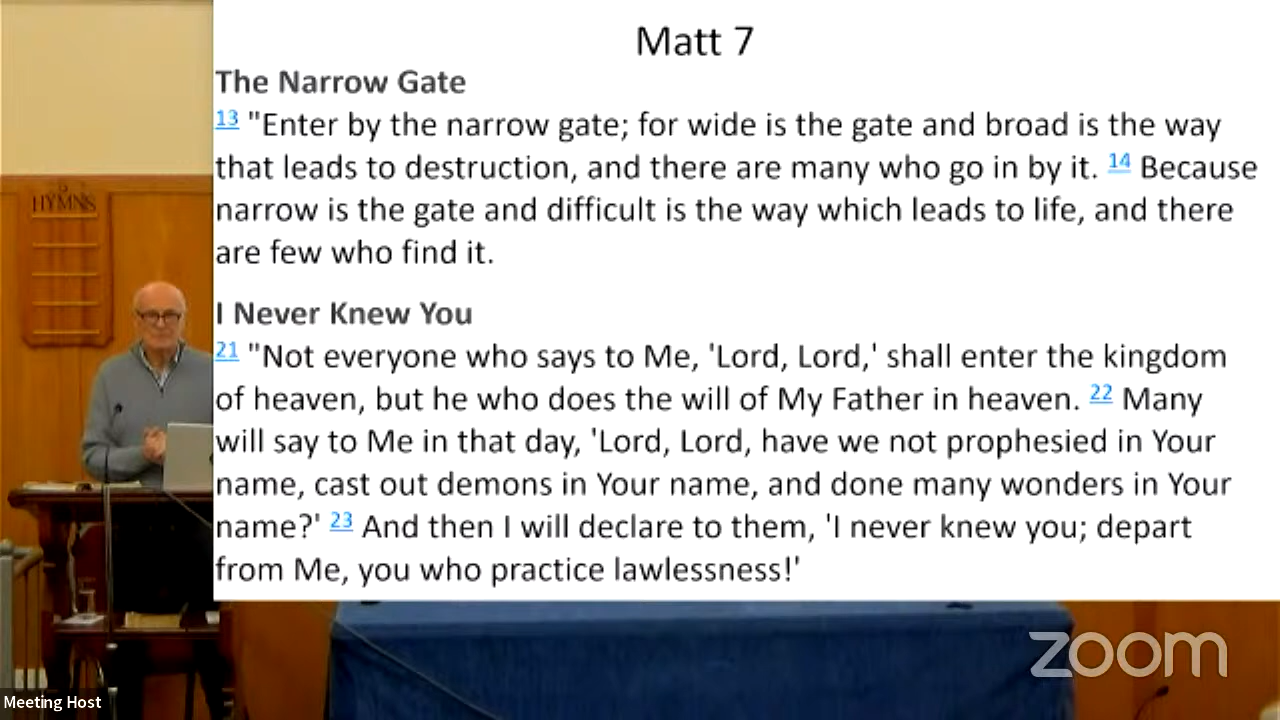 Matt 7
The Narrow Gate
13 "Enter by the narrow gate; for wide is the gate and broad is the way
that leads to destruction, and there are many who go in by it. 14 Because
narrow is the gate and difficult is the way which leads to life, and there
are few who find it.
I Never Knew You
21 "Not everyone who says to Me, 'Lord, Lord,' shall enter the kingdom
of heaven, but he who does the will of My Father in heaven. 22 Many
will say to Me in that day, 'Lord, Lord, have we not prophesied in Your
name, cast out demons in Your name, and done many wonders in Your
name?' 23 And then I will declare to them, 'I never knew you; depart
from Me, you who practice lawlessness!'
HYMNS
zoom
Meeting Host